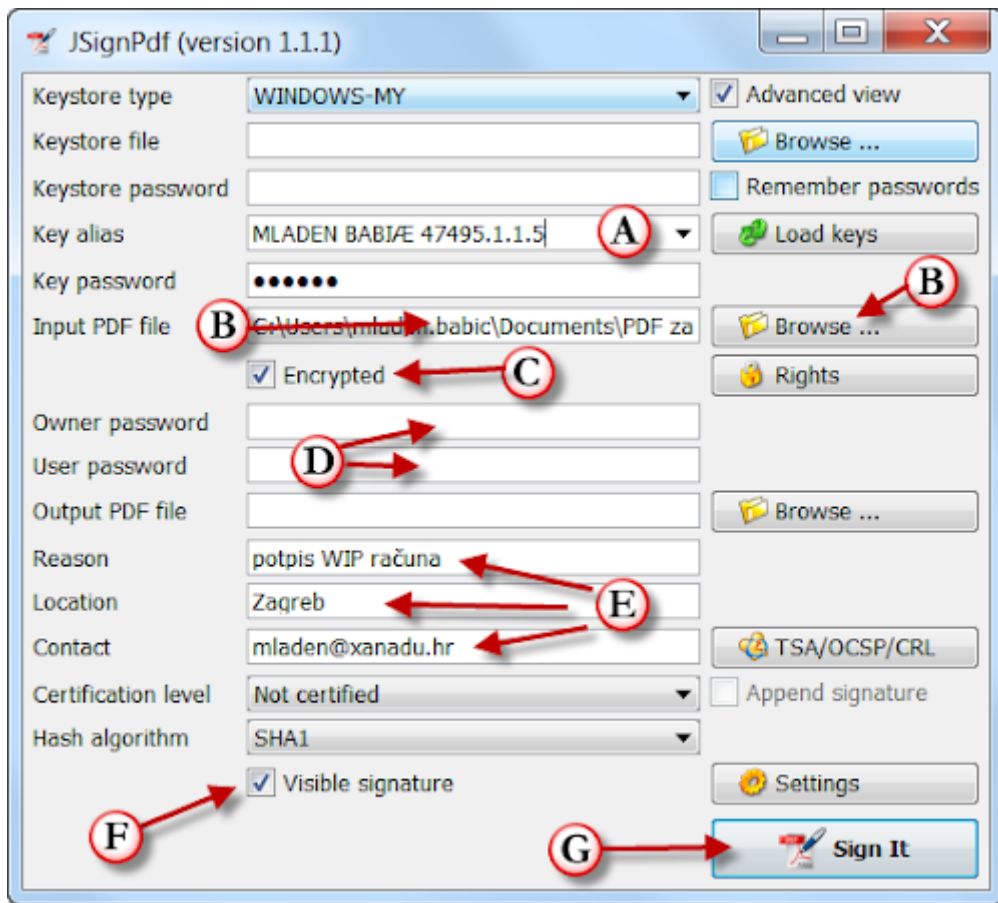 JSignPdf (version 1.1.1)
Keystore type WINDOWS-MY Advanced view
Keystore file Browse ...
Keystore password Remember passwords
Key alias MLADEN BABIÆ 47495.1.1.5 A Load keys
Key password ●●●●●● B
Input PDF file B C:\Users\mladen.babic\Documents\PDF za Browse ...
Encrypted C Rights
Owner password
D
User password
Output PDF file Browse ...
Reason potpis WIP računa
Location Zagreb E
Contact mladen@xanadu.hr TSA/OCSP/CRL
Certification level Not certified Append signature
Hash algorithm SHA1
Visible signature Settings
F
G Sign It